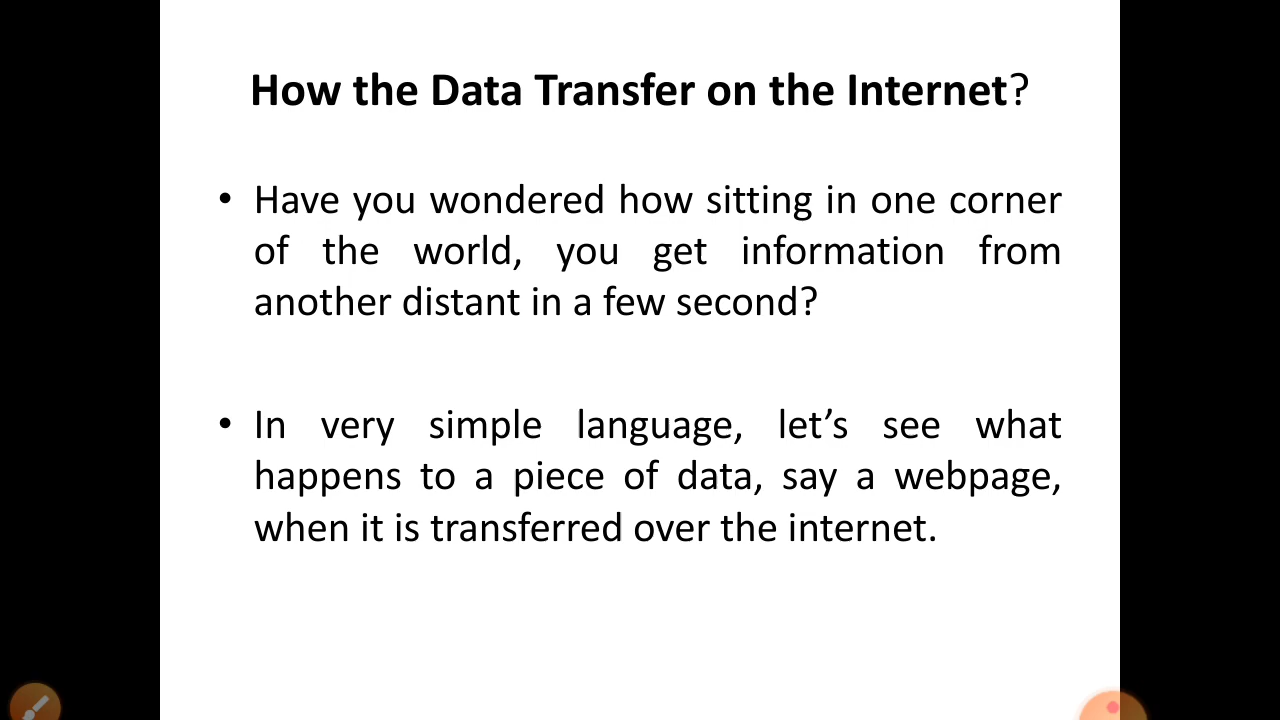 How the Data Transfer on the Internet?
• Have you wondered how sitting in one corner
of the world, you get information from
another distant in a few second?
• In very simple language, let’s see what
happens to a piece of data, say a webpage,
when it is transferred over the internet.